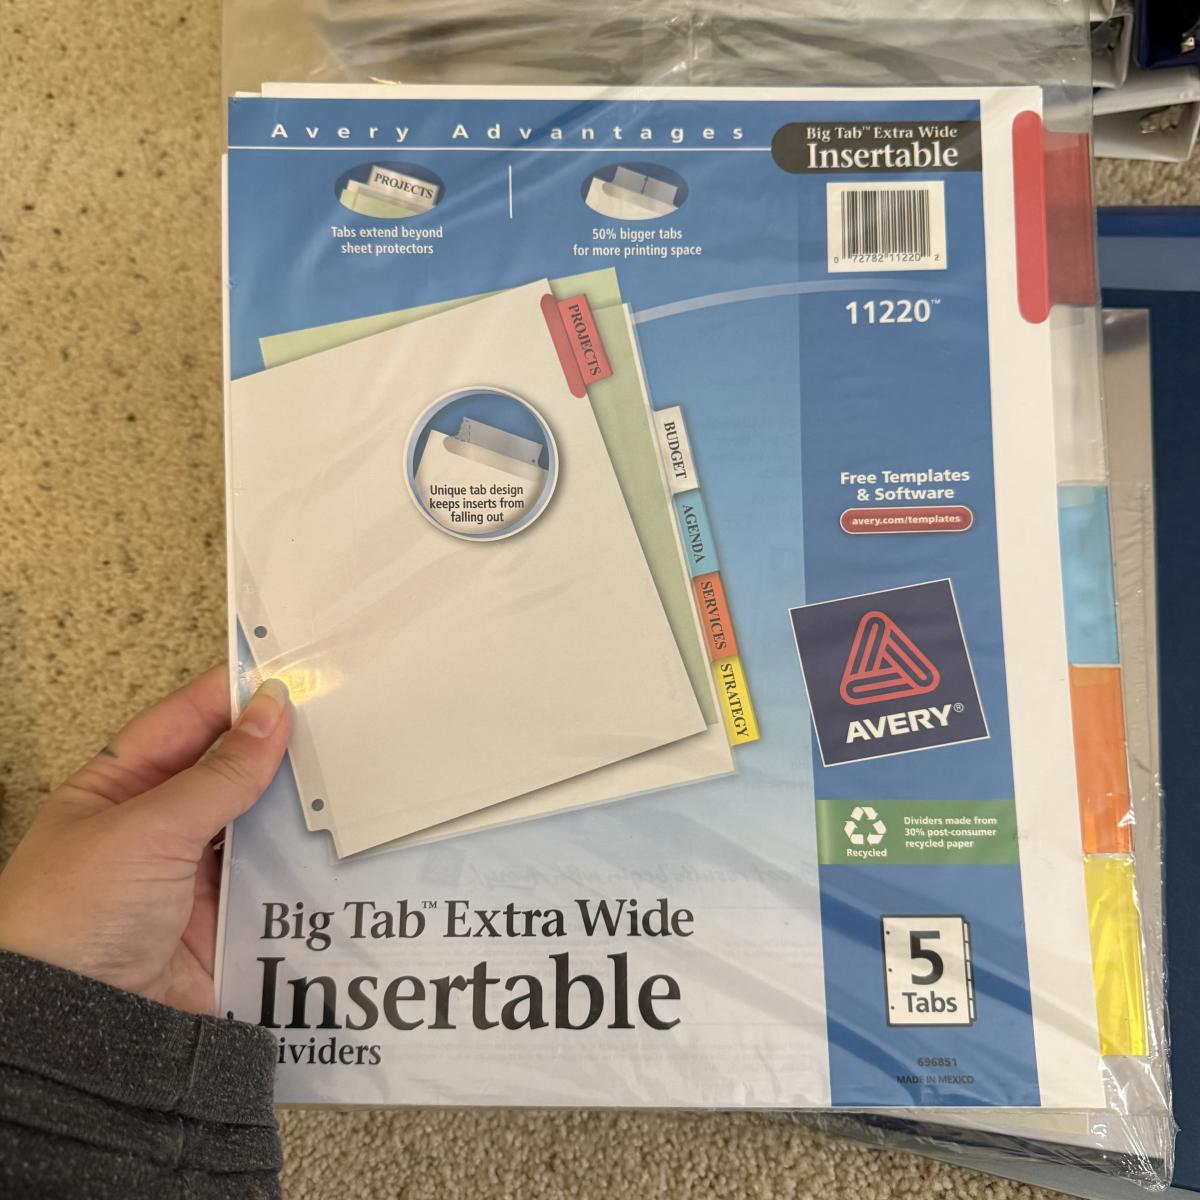 Avery Advantages
Big Tab™ Extra Wide
Insertable
PROJECTS
Tabs extend beyond
sheet protectors
50% bigger tabs
for more printing space
0 72782 11220 2
11220™
PROJECTS
BUDGET
AGENDA
SERVICES
STRATEGY
Unique tab design
keeps inserts from
falling out
Free Templates
& Software
avery.com/templates
AVERY®
Recycled
Dividers made from
30% post-consumer
recycled paper
Big Tab™ Extra Wide
Insertable
ividers
5
Tabs
696851
MADE IN MEXICO